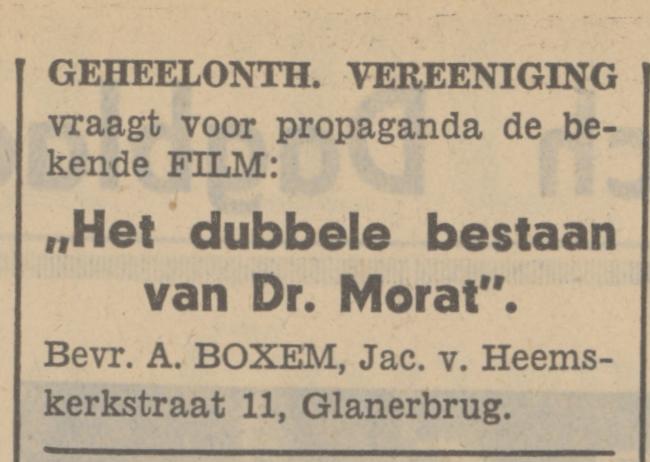 GEHEELONTH. VEREENIGING
vraagt voor propaganda de be-
kende FILM:
„Het dubbele bestaan
van Dr. Morat".
Bevr. A. BOXEM, Jac. v. Heems-
kerkstraat 11, Glanerbrug.